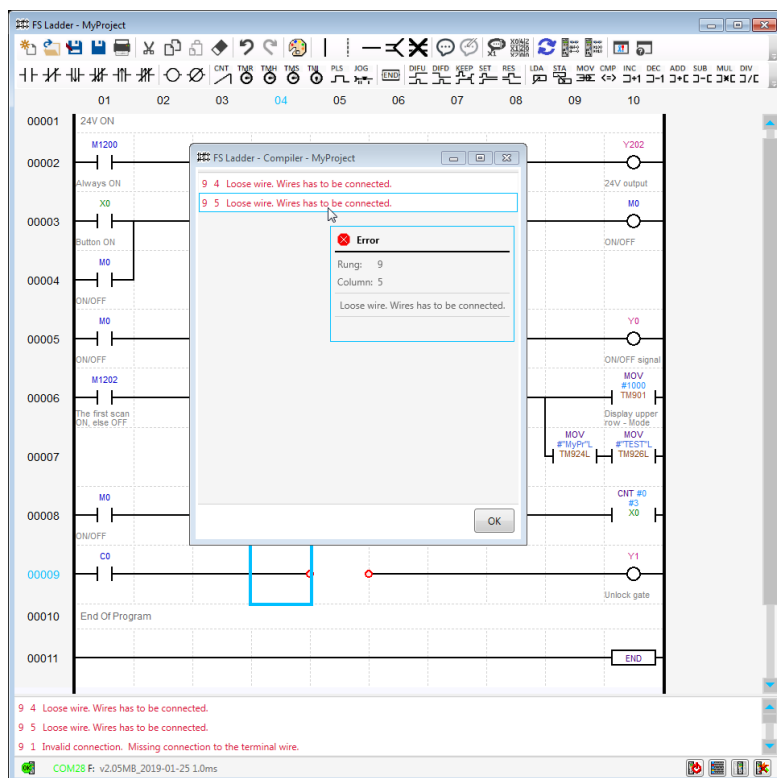 FS Ladder - MyProject
CNT TMR TMH TMS TML PLS JOG END DIFU DIFD KEEP SET RES LDA STA MOV CMP INC DEC ADD SUB MUL DIV
01 02 03 04 05 06 07 08 09 10
00001 24V ON
M1200 Y202
00002
Always ON 24V output
X0 M0
00003
Button ON ON/OFF
M0
00004
ON/OFF
M0 Y0
00005
ON/OFF ON/OFF signal
M1202 MOV
#1000
00006 TM901
The first scan Display upper
ON, else OFF row - Mode
MOV MOV
#"MyPr"L #"TEST"L
00007 TM924L TM926L
M0 CNT #0
#3
00008 X0
ON/OFF
C0 Y1
00009
Unlock gate
00010 End Of Program
00011 END
FS Ladder - Compiler - MyProject
9 4 Loose wire. Wires has to be connected.
9 5 Loose wire. Wires has to be connected.
Error
Rung: 9
Column: 5
Loose wire. Wires has to be connected.
OK
9 4 Loose wire. Wires has to be connected.
9 5 Loose wire. Wires has to be connected.
9 1 Invalid connection. Missing connection to the terminal wire.
COM28 F: v2.05MB_2019-01-25 1.0ms